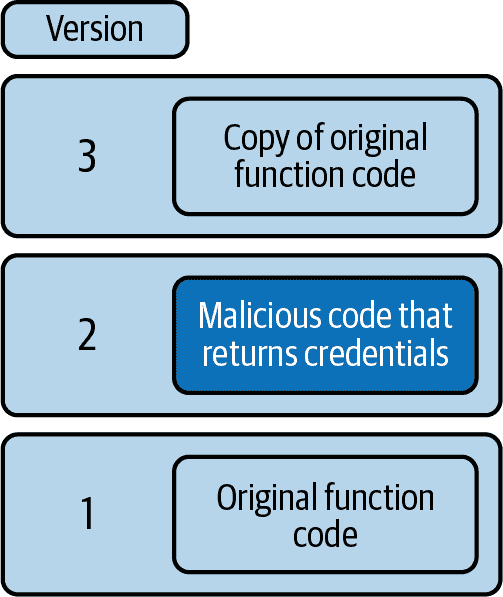 Version
3
Copy of original
function code
2
Malicious code that
returns credentials
1
Original function
code